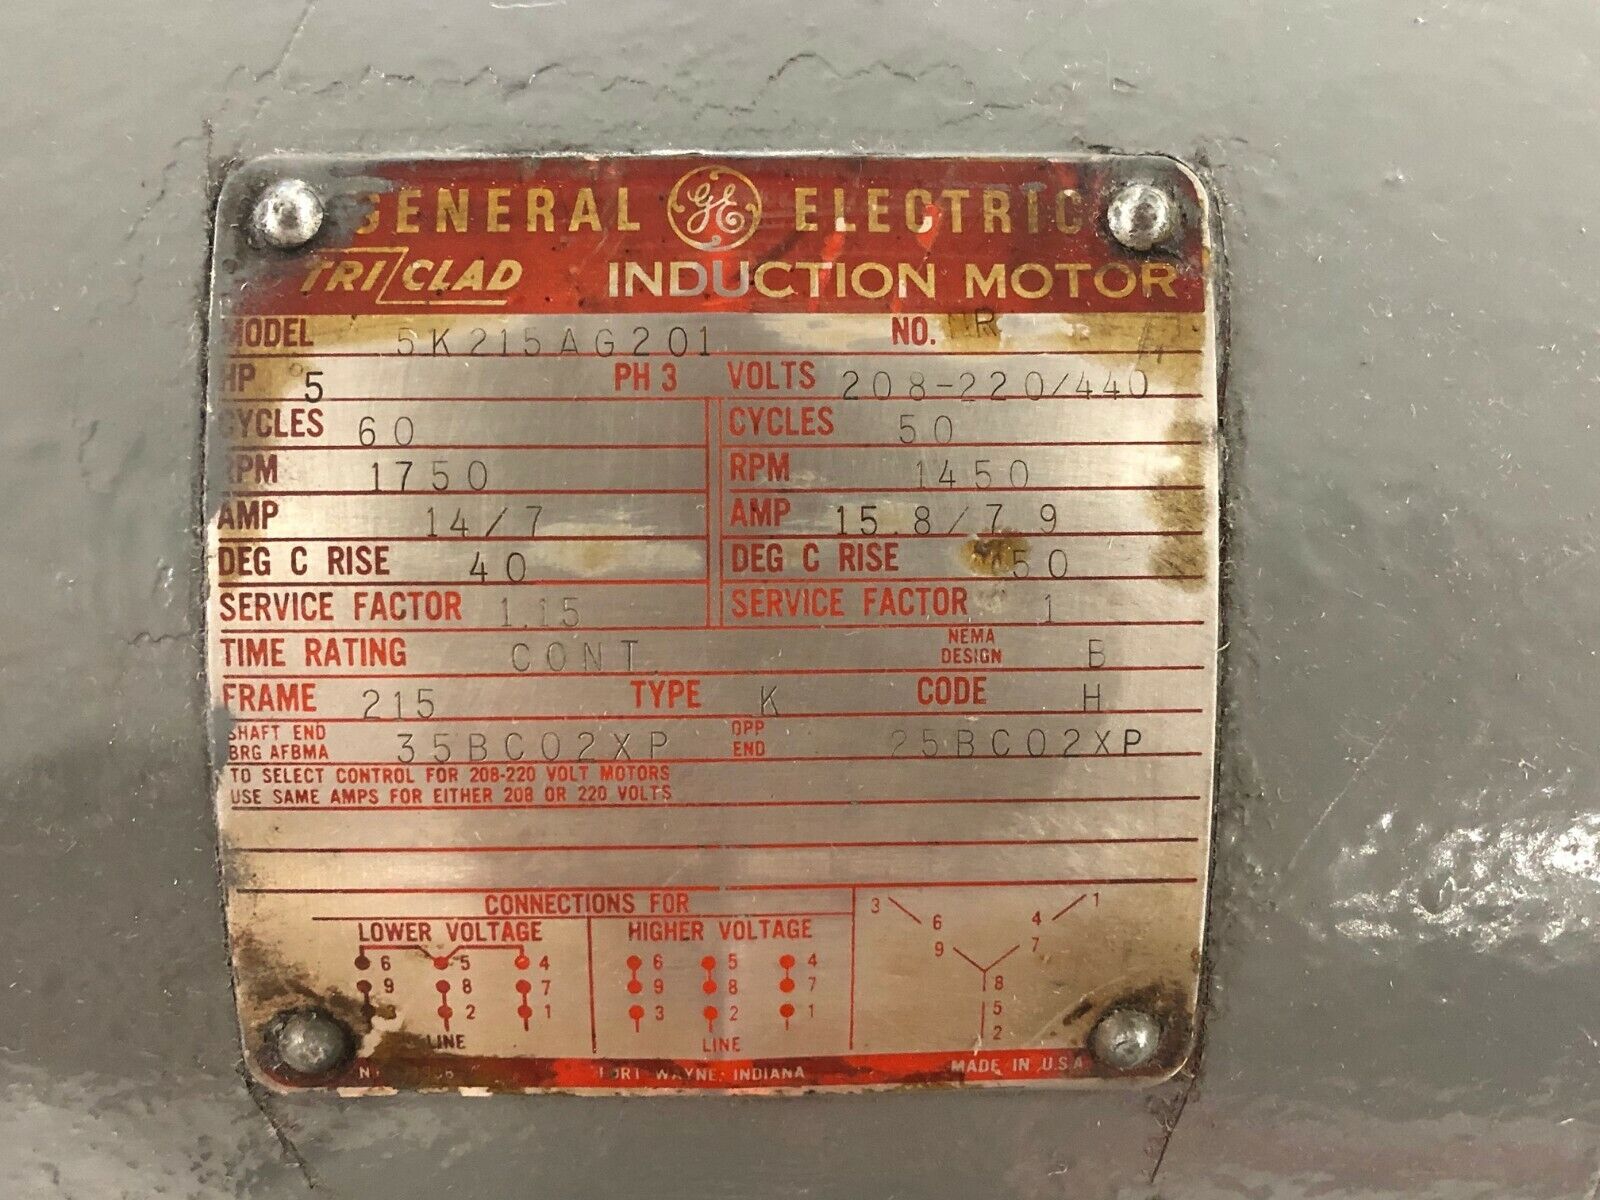 GENERAL GE ELECTRIC
TRI CLAD INDUCTION MOTOR
MODEL 5K215AG201 NO.
HP 5 PH 3 VOLTS 208-220/440
CYCLES 60 CYCLES 50
RPM 1750 RPM 1450
AMP 14/7 AMP 15.8/7.9
DEG C RISE 40 DEG C RISE 50
SERVICE FACTOR 1.15 SERVICE FACTOR 1
TIME RATING CONT. NEMA DESIGN B
FRAME 215 TYPE K CODE H
SHAFT END BRG AFBMA 35BC02XP OPP END 25BC02XP
TO SELECT CONTROL FOR 208-220 VOLT MOTORS
USE SAME AMPS FOR EITHER 208 OR 220 VOLTS
CONNECTIONS FOR
LOWER VOLTAGE HIGHER VOLTAGE
6 5 4 6 5 4
9 8 7 9 8 7
3 2 1 3 2 1
LINE LINE
3 1
6 4
9 7
8
5
2
FORT WAYNE, INDIANA MADE IN U.S.A